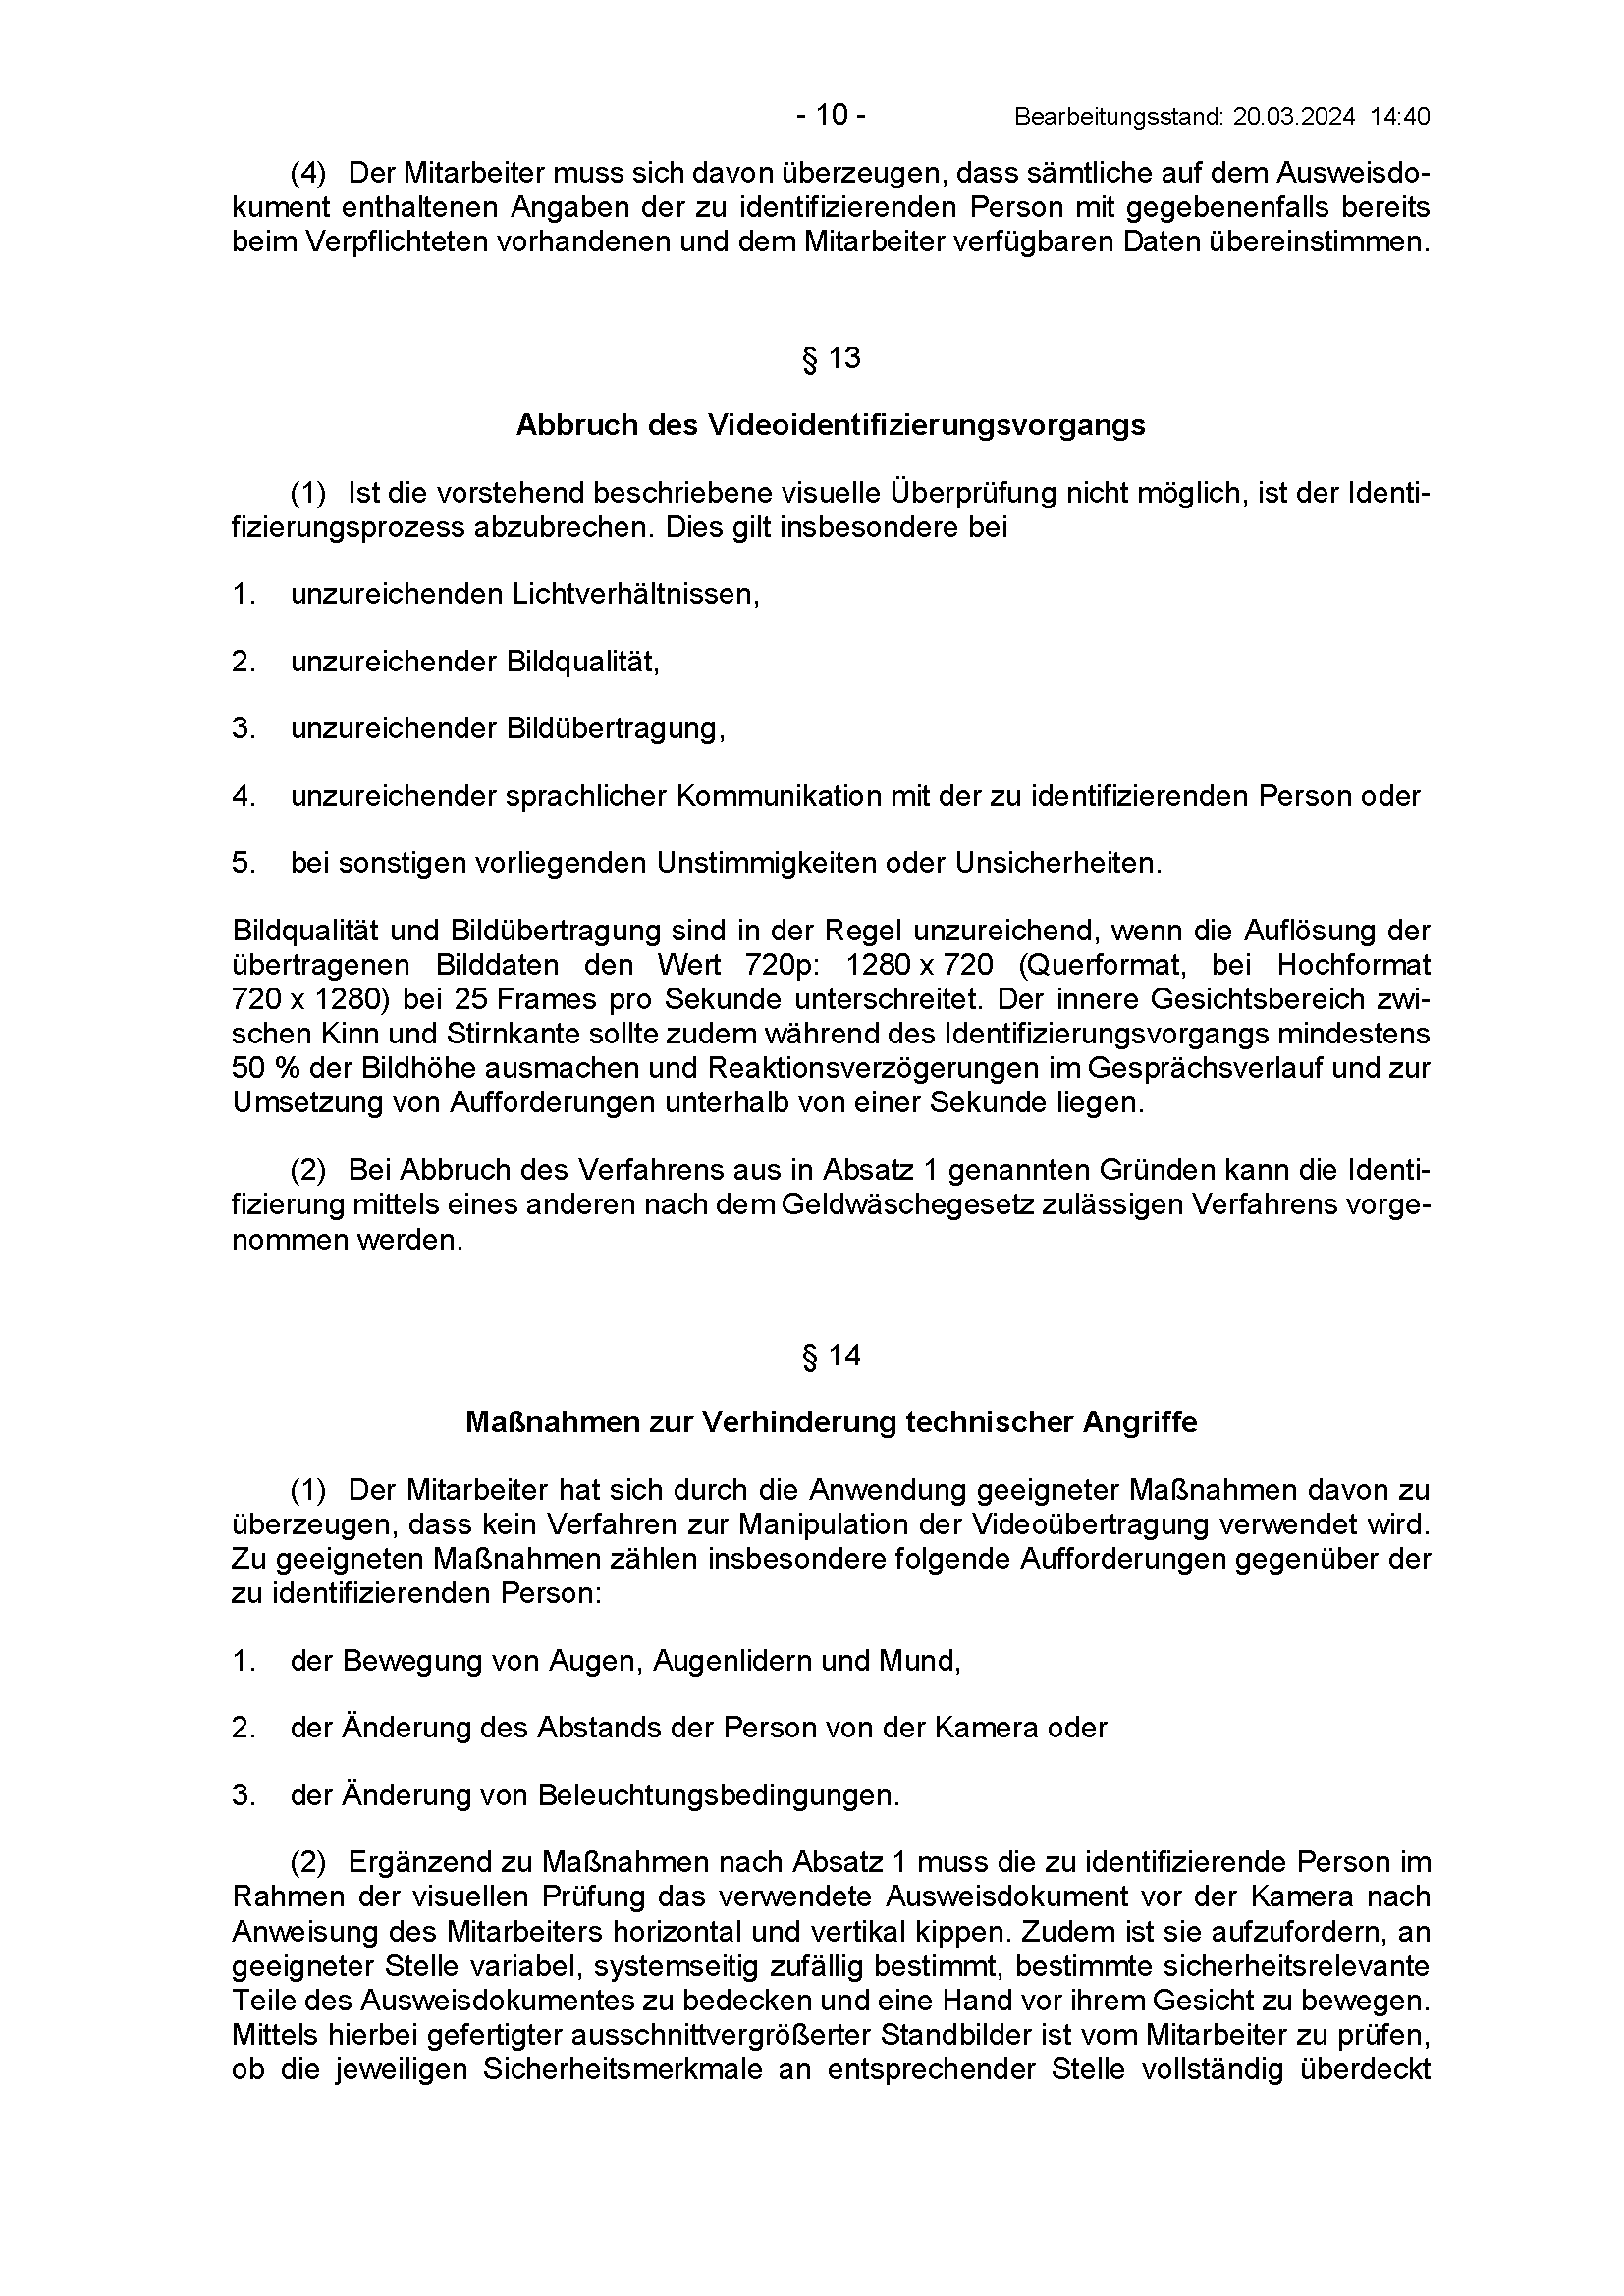 - 10 - Bearbeitungsstand: 20.03.2024 14:40
(4) Der Mitarbeiter muss sich davon überzeugen, dass sämtliche auf dem Ausweisdo-
kument enthaltenen Angaben der zu identifizierenden Person mit gegebenenfalls bereits
beim Verpflichteten vorhandenen und dem Mitarbeiter verfügbaren Daten übereinstimmen.
§ 13
Abbruch des Videoidentifizierungsvorgangs
(1) Ist die vorstehend beschriebene visuelle Überprüfung nicht möglich, ist der Identi-
fizierungsprozess abzubrechen. Dies gilt insbesondere bei
1. unzureichenden Lichtverhältnissen,
2. unzureichender Bildqualität,
3. unzureichender Bildübertragung,
4. unzureichender sprachlicher Kommunikation mit der zu identifizierenden Person oder
5. bei sonstigen vorliegenden Unstimmigkeiten oder Unsicherheiten.
Bildqualität und Bildübertragung sind in der Regel unzureichend, wenn die Auflösung der
übertragenen Bilddaten den Wert 720p: 1280 x 720 (Querformat, bei Hochformat
720 x 1280) bei 25 Frames pro Sekunde unterschreitet. Der innere Gesichtsbereich zwi-
schen Kinn und Stirnkante sollte zudem während des Identifizierungsvorgangs mindestens
50 % der Bildhöhe ausmachen und Reaktionsverzögerungen im Gesprächsverlauf und zur
Umsetzung von Aufforderungen unterhalb von einer Sekunde liegen.
(2) Bei Abbruch des Verfahrens aus in Absatz 1 genannten Gründen kann die Identi-
fizierung mittels eines anderen nach dem Geldwäschegesetz zulässigen Verfahrens vorge-
nommen werden.
§ 14
Maßnahmen zur Verhinderung technischer Angriffe
(1) Der Mitarbeiter hat sich durch die Anwendung geeigneter Maßnahmen davon zu
überzeugen, dass kein Verfahren zur Manipulation der Videoübertragung verwendet wird.
Zu geeigneten Maßnahmen zählen insbesondere folgende Aufforderungen gegenüber der
zu identifizierenden Person:
1. der Bewegung von Augen, Augenlidern und Mund,
2. der Änderung des Abstands der Person von der Kamera oder
3. der Änderung von Beleuchtungsbedingungen.
(2) Ergänzend zu Maßnahmen nach Absatz 1 muss die zu identifizierende Person im
Rahmen der visuellen Prüfung das verwendete Ausweisdokument vor der Kamera nach
Anweisung des Mitarbeiters horizontal und vertikal kippen. Zudem ist sie aufzufordern, an
geeigneter Stelle variabel, systemseitig zufällig bestimmt, bestimmte sicherheitsrelevante
Teile des Ausweisdokumentes zu bedecken und eine Hand vor ihrem Gesicht zu bewegen.
Mittels hierbei gefertigter ausschnittvergrößerter Standbilder ist vom Mitarbeiter zu prüfen,
ob die jeweiligen Sicherheitsmerkmale an entsprechender Stelle vollständig überdeckt